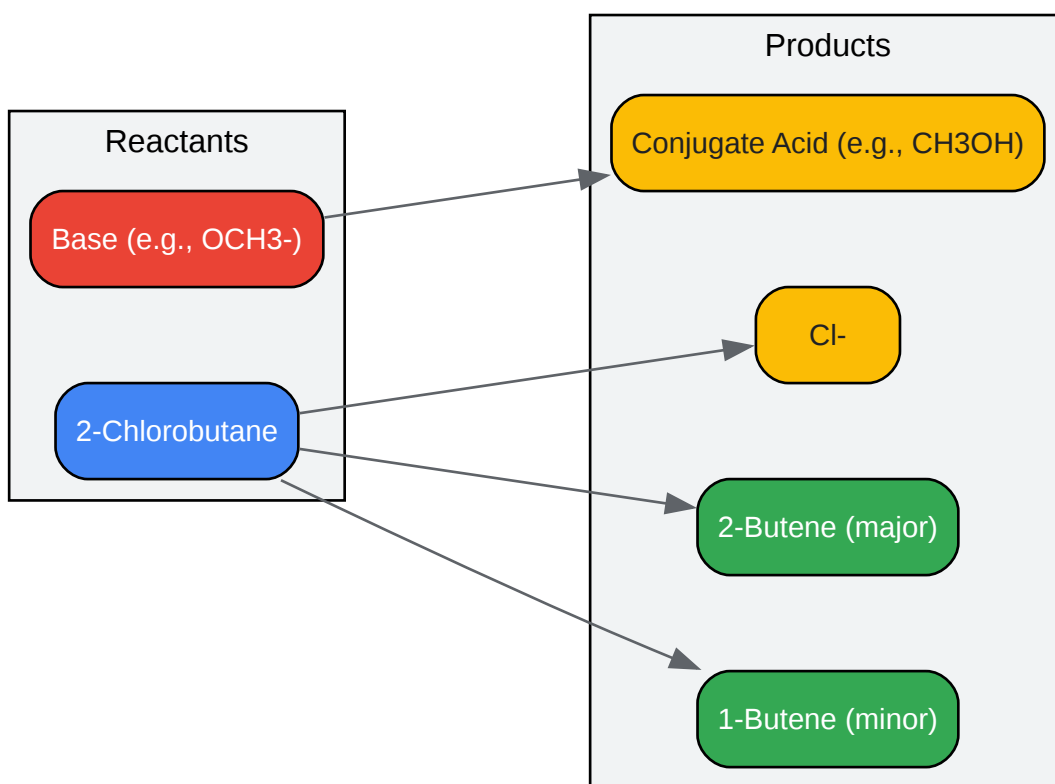 Reactants
Base (e.g., OCH3-)
2-Chlorobutane
Products
Conjugate Acid (e.g., CH3OH)
Cl-
2-Butene (major)
1-Butene (minor)